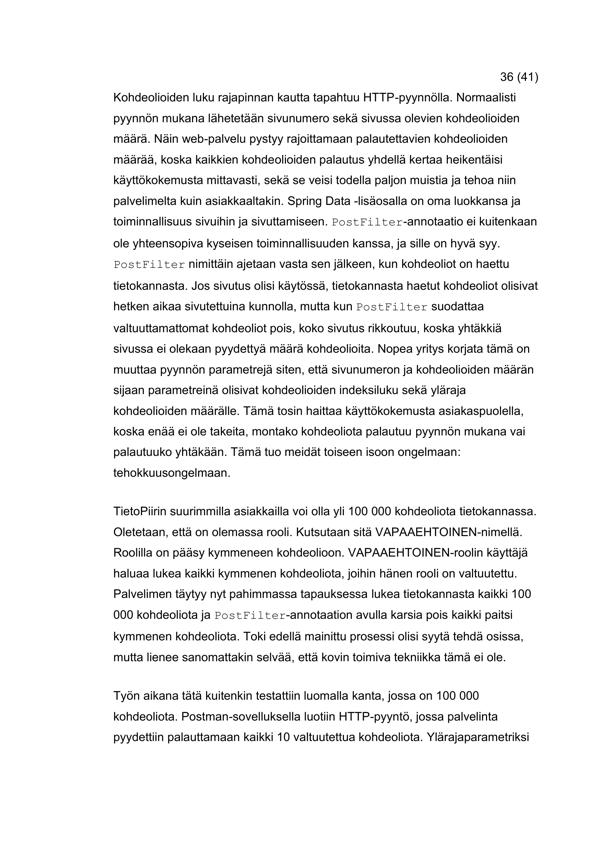 36 (41)
Kohdeolioiden luku rajapinnan kautta tapahtuu HTTP-pyynnölla. Normaalisti
pyynnön mukana lähetetään sivunumero sekä sivussa olevien kohdeolioiden
määrä. Näin web-palvelu pystyy rajoittamaan palautettavien kohdeolioiden
määrää, koska kaikkien kohdeolioiden palautus yhdellä kertaa heikentäisi
käyttökokemusta mittavasti, sekä se veisi todella paljon muistia ja tehoa niin
palvelimelta kuin asiakkaaltakin. Spring Data -lisäosalla on oma luokkansa ja
toiminnallisuus sivuihin ja sivuttamiseen. PostFilter-annotaatio ei kuitenkaan
ole yhteensopiva kyseisen toiminnallisuuden kanssa, ja sille on hyvä syy.
PostFilter nimittäin ajetaan vasta sen jälkeen, kun kohdeoliot on haettu
tietokannasta. Jos sivutus olisi käytössä, tietokannasta haetut kohdeoliot olisivat
hetken aikaa sivutettuina kunnolla, mutta kun PostFilter suodattaa
valtuuttamattomat kohdeoliot pois, koko sivutus rikkoutuu, koska yhtäkkiä
sivussa ei olekaan pyydettyä määrä kohdeolioita. Nopea yritys korjata tämä on
muuttaa pyynnön parametrejä siten, että sivunumeron ja kohdeolioiden määrän
sijaan parametreinä olisivat kohdeolioiden indeksiluku sekä yläraja
kohdeolioiden määrälle. Tämä tosin haittaa käyttökokemusta asiakaspuolella,
koska enää ei ole takeita, montako kohdeoliota palautuu pyynnön mukana vai
palautuuko yhtäkään. Tämä tuo meidät toiseen isoon ongelmaan:
tehokkuusongelmaan.
TietoPiirin suurimmilla asiakkailla voi olla yli 100 000 kohdeoliota tietokannassa.
Oletetaan, että on olemassa rooli. Kutsutaan sitä VAPAAEHTOINEN-nimellä.
Roolilla on pääsy kymmeneen kohdeolioon. VAPAAEHTOINEN-roolin käyttäjä
haluaa lukea kaikki kymmenen kohdeoliota, joihin hänen rooli on valtuutettu.
Palvelimen täytyy nyt pahimmassa tapauksessa lukea tietokannasta kaikki 100
000 kohdeoliota ja PostFilter-annotaation avulla karsia pois kaikki paitsi
kymmenen kohdeoliota. Toki edellä mainittu prosessi olisi syytä tehdä osissa,
mutta lienee sanomattakin selvää, että kovin toimiva tekniikka tämä ei ole.
Työn aikana tätä kuitenkin testattiin luomalla kanta, jossa on 100 000
kohdeoliota. Postman-sovelluksella luotiin HTTP-pyyntö, jossa palvelinta
pyydettiin palauttamaan kaikki 10 valtuutettua kohdeoliota. Ylärajaparametriksi